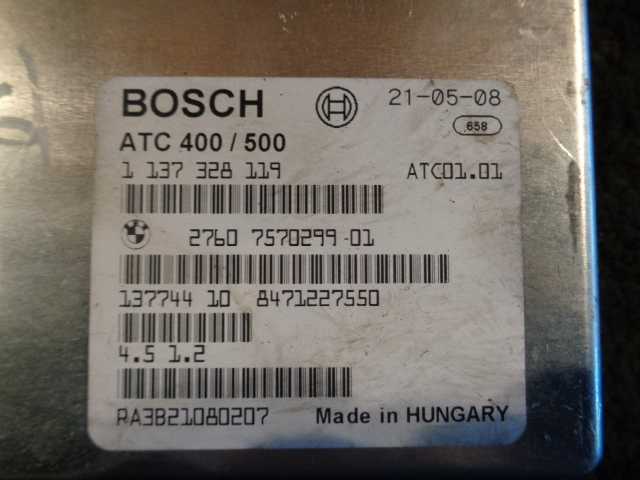 BOSCH 21-05-08
658
ATC 400 / 500
1 137 328 119 ATC01.01
2760 7570299-01
137744 10 8471227550
4.5 1.2
RA3B21080207 Made in HUNGARY